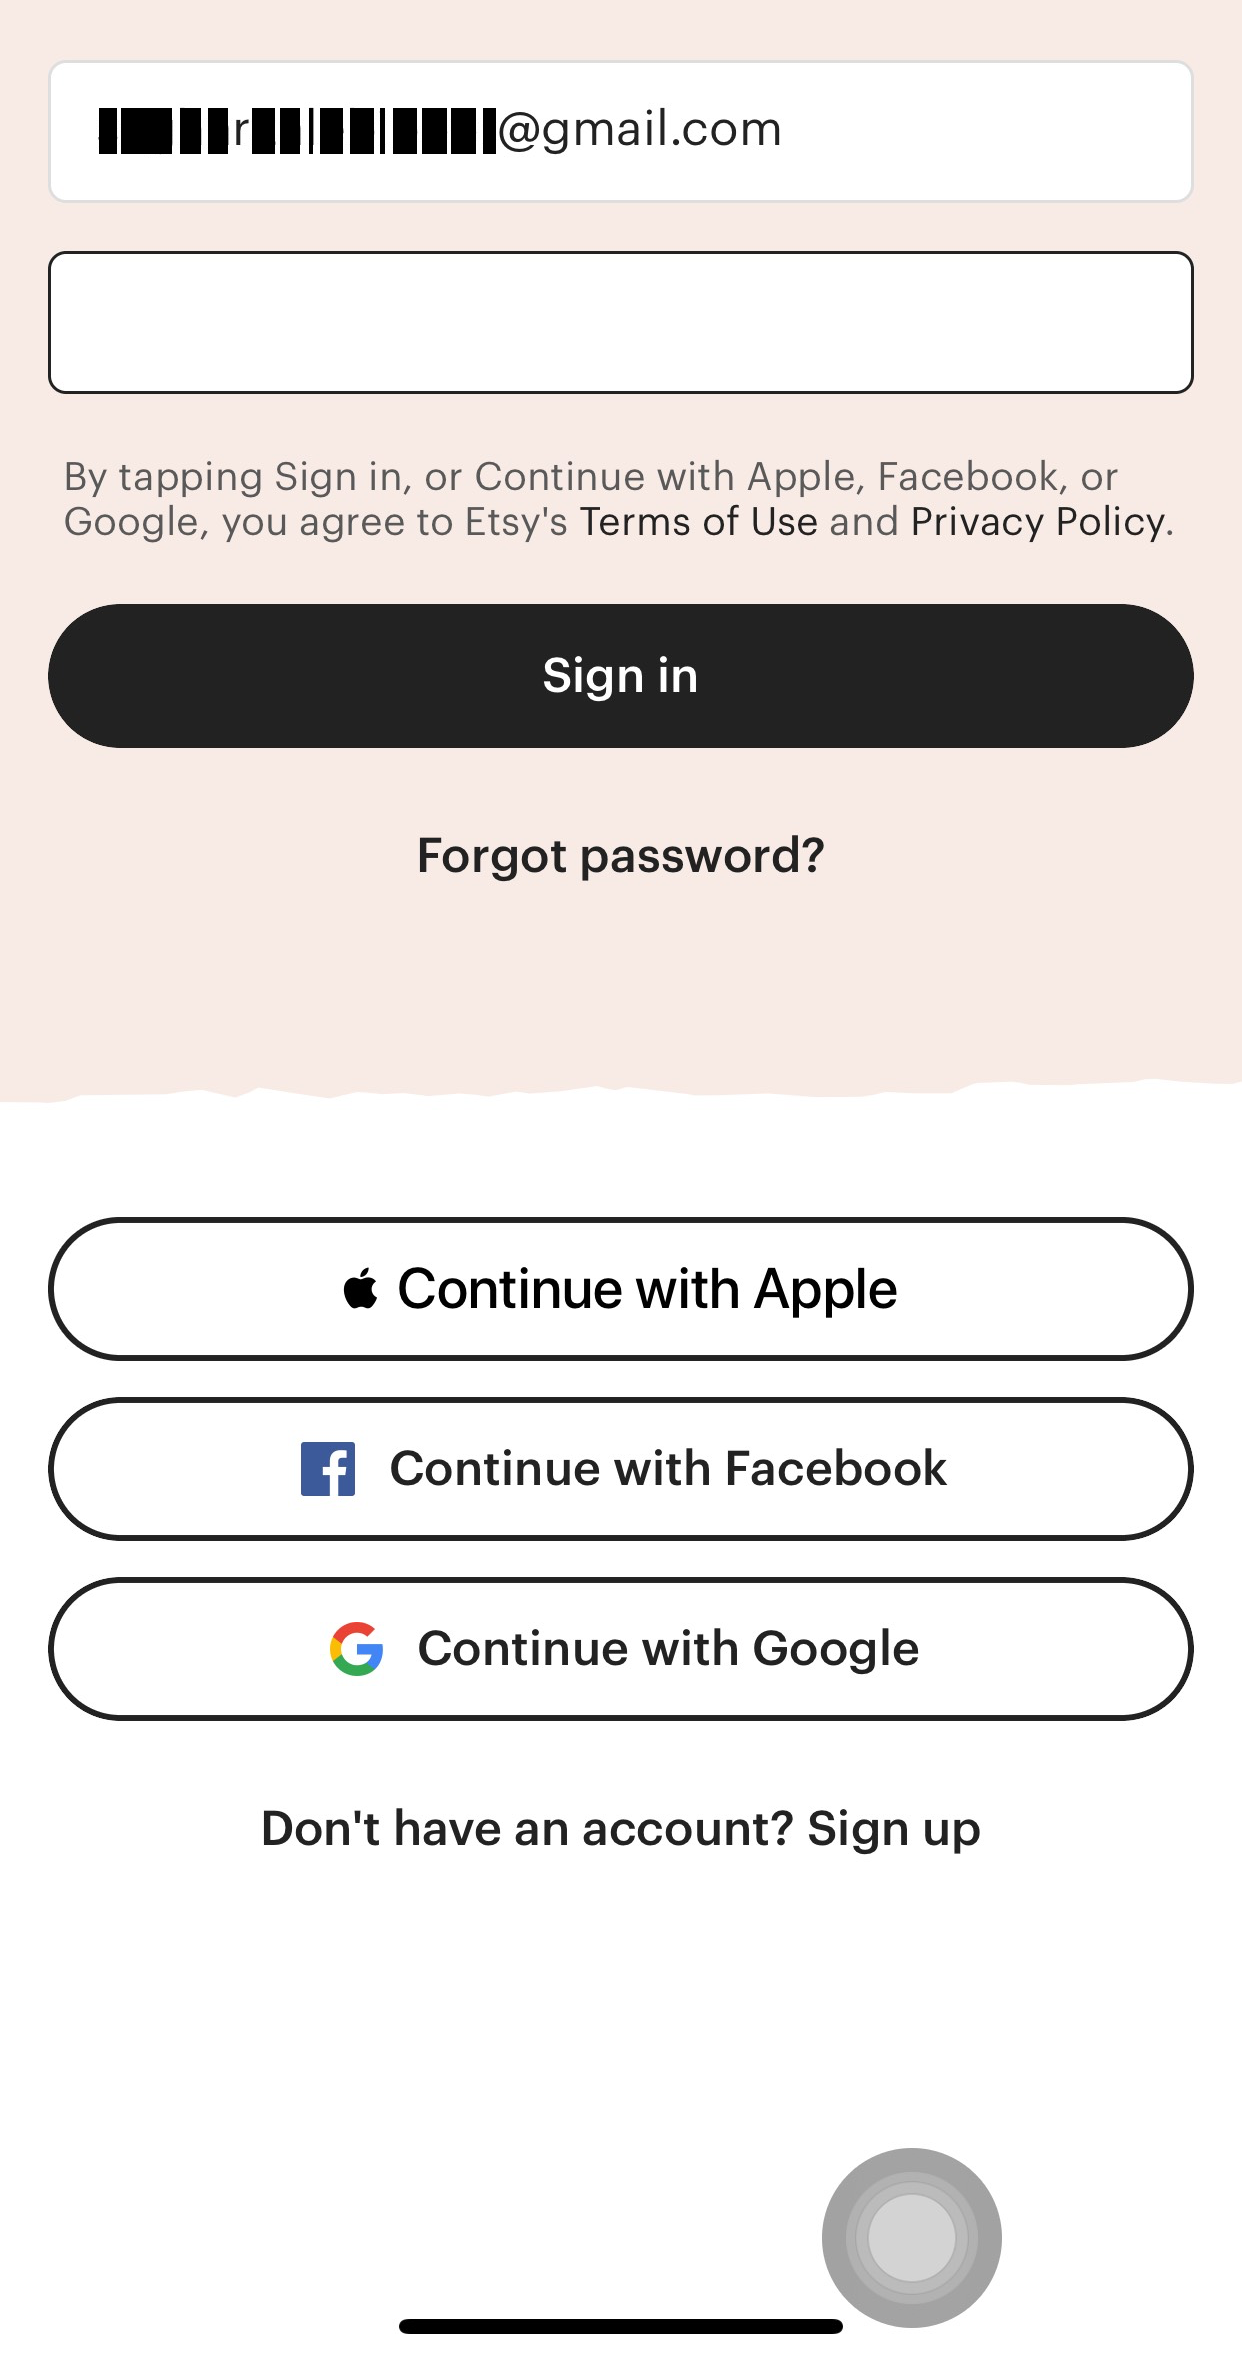 @gmail.com
By tapping Sign in, or Continue with Apple, Facebook, or
Google, you agree to Etsy's Terms of Use and Privacy Policy.
Sign in
Forgot password?
Continue with Apple
Continue with Facebook
Continue with Google
Don't have an account? Sign up